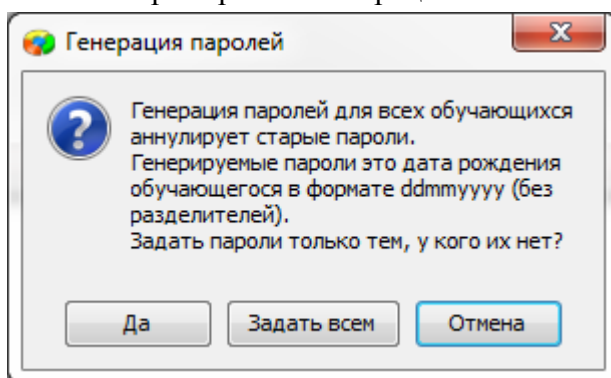 Генерация паролей
Генерация паролей для всех обучающихся
аннулирует старые пароли.
Генерируемые пароли это дата рождения
обучающегося в формате ddmmyyyy (без
разделителей).
Задать пароли только тем, у кого их нет?
Да
Задать всем
Отмена